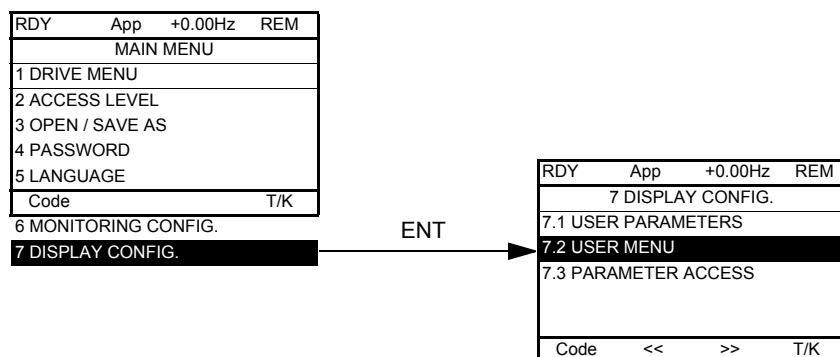 RDY App +0.00Hz REM
MAIN MENU
1 DRIVE MENU
2 ACCESS LEVEL
3 OPEN / SAVE AS
4 PASSWORD
5 LANGUAGE
Code T/K
6 MONITORING CONFIG.
7 DISPLAY CONFIG.
ENT
RDY App +0.00Hz REM
7 DISPLAY CONFIG.
7.1 USER PARAMETERS
7.2 USER MENU
7.3 PARAMETER ACCESS
Code << >> T/K